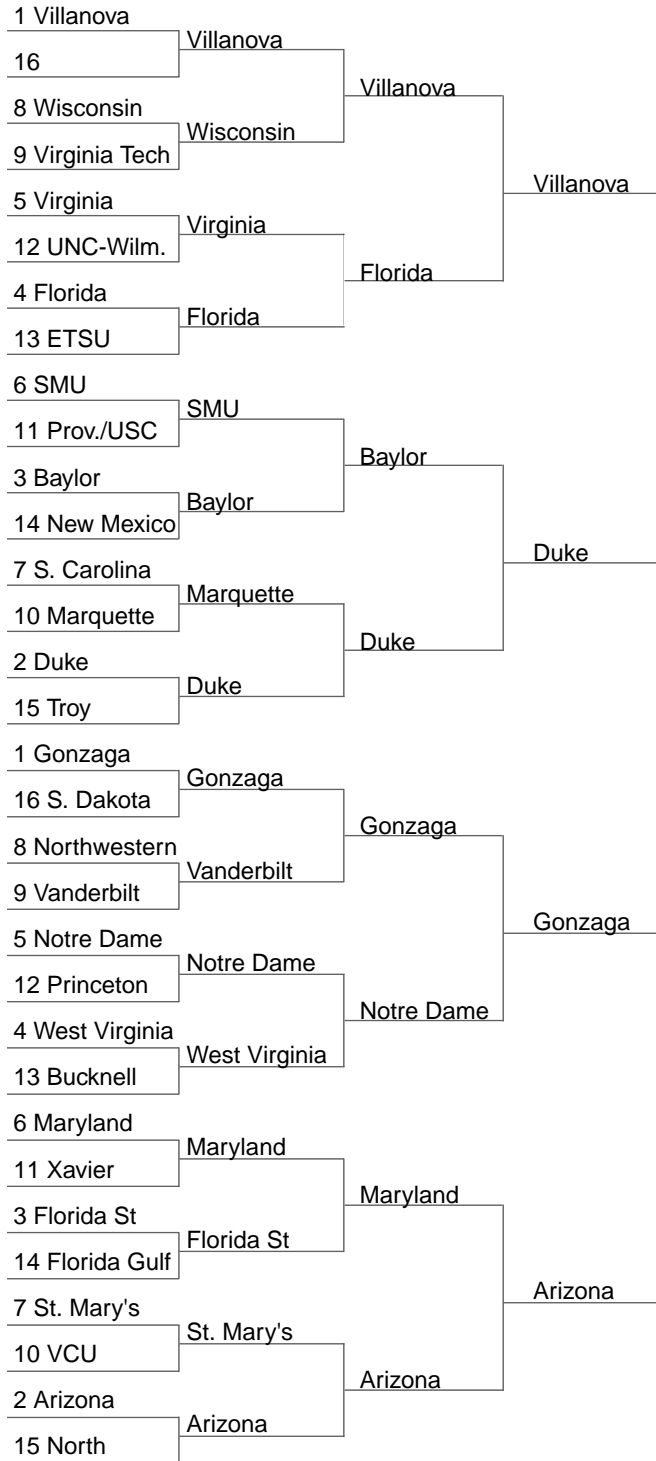 1 Villanova
16
8 Wisconsin
9 Virginia Tech
5 Virginia
12 UNC-Wilm.
4 Florida
13 ETSU
6 SMU
11 Prov./USC
3 Baylor
14 New Mexico
7 S. Carolina
10 Marquette
2 Duke
15 Troy
1 Gonzaga
16 S. Dakota
8 Northwestern
9 Vanderbilt
5 Notre Dame
12 Princeton
4 West Virginia
13 Bucknell
6 Maryland
11 Xavier
3 Florida St
14 Florida Gulf
7 St. Mary's
10 VCU
2 Arizona
15 North
Villanova
Wisconsin
Virginia
Florida
SMU
Baylor
Marquette
Duke
Gonzaga
Vanderbilt
Notre Dame
West Virginia
Maryland
Florida St
St. Mary's
Arizona
Villanova
Florida
Baylor
Duke
Gonzaga
Notre Dame
Maryland
Arizona
Villanova
Duke
Gonzaga
Arizona